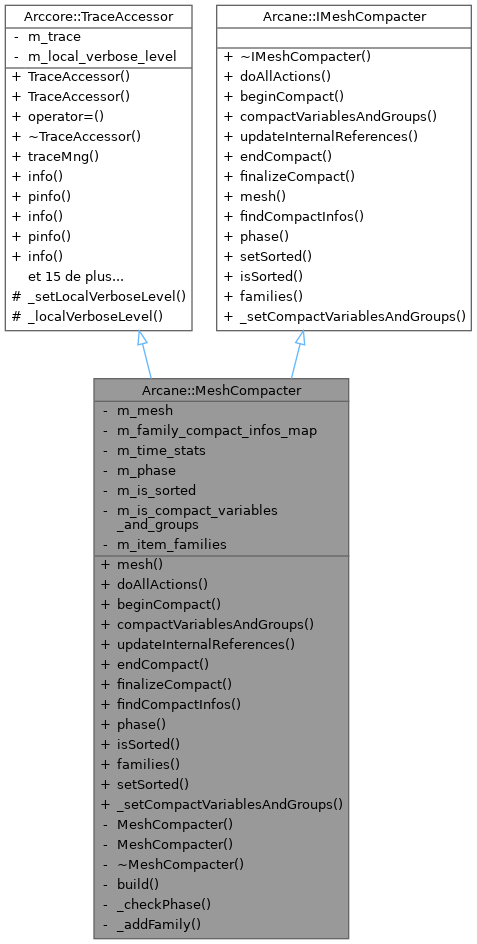 Arccore::TraceAccessor
- m_trace
- m_local_verbose_level
+ TraceAccessor()
+ TraceAccessor()
+ operator=()
+ ~TraceAccessor()
+ traceMng()
+ info()
+ pinfo()
+ info()
+ pinfo()
+ info()
et 15 de plus...
# _setLocalVerboseLevel()
# _localVerboseLevel()
Arcane::IMeshCompacter
+ ~IMeshCompacter()
+ doAllActions()
+ beginCompact()
+ compactVariablesAndGroups()
+ updateInternalReferences()
+ endCompact()
+ finalizeCompact()
+ mesh()
+ findCompactInfos()
+ phase()
+ setSorted()
+ isSorted()
+ families()
+ _setCompactVariablesAndGroups()
Arcane::MeshCompacter
- m_mesh
- m_family_compact_infos_map
- m_time_stats
- m_phase
- m_is_sorted
- m_is_compact_variables
_and_groups
- m_item_families
+ mesh()
+ doAllActions()
+ beginCompact()
+ compactVariablesAndGroups()
+ updateInternalReferences()
+ endCompact()
+ finalizeCompact()
+ findCompactInfos()
+ phase()
+ isSorted()
+ families()
+ setSorted()
+ _setCompactVariablesAndGroups()
- MeshCompacter()
- MeshCompacter()
- ~MeshCompacter()
- build()
- _checkPhase()
- _addFamily()